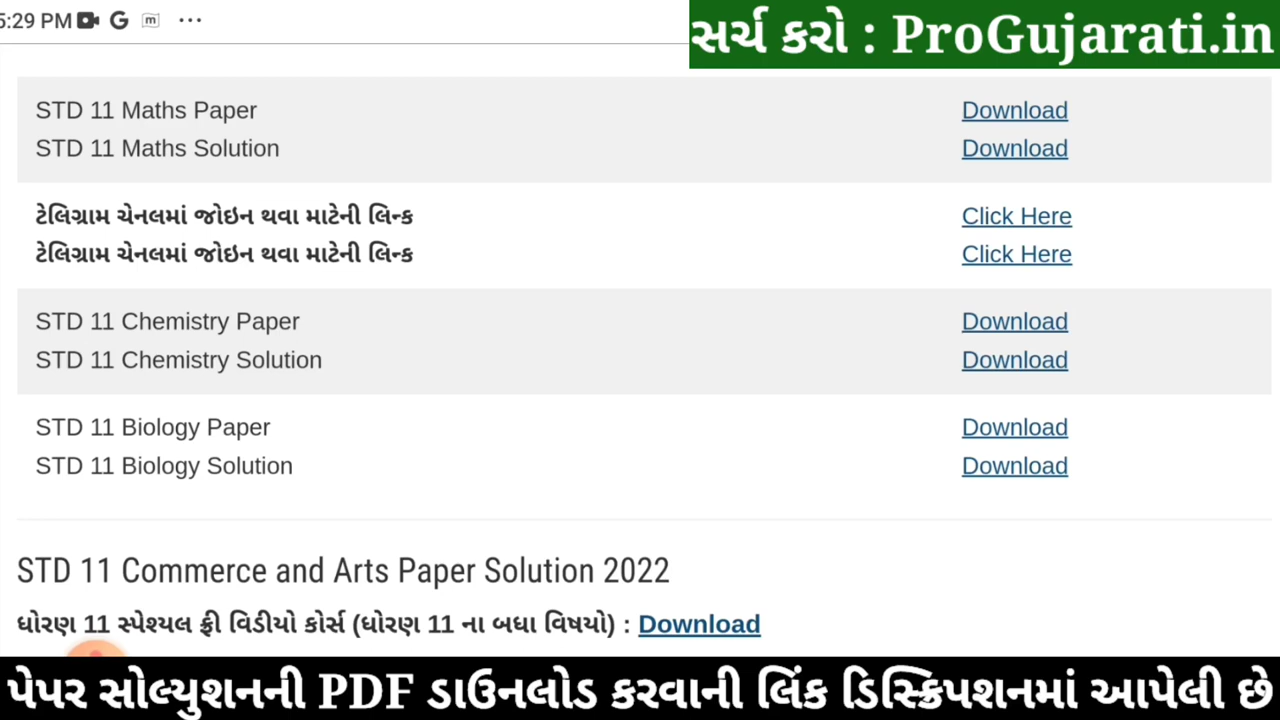 5:29 PM
સર્ચ કરો : ProGujarati.in
STD 11 Maths Paper Download
STD 11 Maths Solution Download
ટેલિગ્રામ ચેનલમાં જોઇન થવા માટેની લિન્ક Click Here
ટેલિગ્રામ ચેનલમાં જોઇન થવા માટેની લિન્ક Click Here
STD 11 Chemistry Paper Download
STD 11 Chemistry Solution Download
STD 11 Biology Paper Download
STD 11 Biology Solution Download
STD 11 Commerce and Arts Paper Solution 2022
ધોરણ 11 સ્પેશ્યલ ફ્રી વિડીયો કોર્સ (ધોરણ 11 ના બધા વિષયો) : Download
પેપર સોલ્યુશનની PDF ડાઉનલોડ કરવાની લિંક ડિસ્ક્રિપશનમાં આપેલી છે